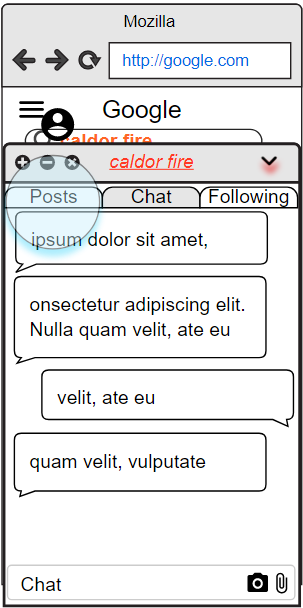 Mozilla
http://google.com
Google
caldor fire
caldor fire
Posts
Chat
Following
ipsum dolor sit amet,
onsectetur adipiscing elit.
Nulla quam velit, ate eu
velit, ate eu
quam velit, vulputate
Chat